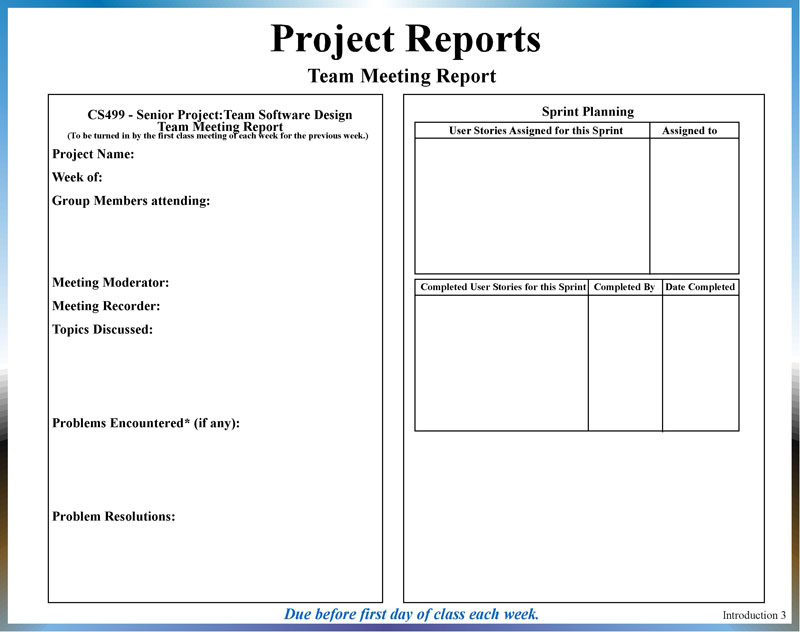 Project Reports
Team Meeting Report
CS499 - Senior Project:Team Software Design
Team Meeting Report
(To be turned in by the first class meeting of each week for the previous week.)
Project Name:
Week of:
Group Members attending:
Meeting Moderator:
Meeting Recorder:
Topics Discussed:
Problems Encountered* (if any):
Problem Resolutions:
Sprint Planning
User Stories Assigned for this Sprint Assigned to
Completed User Stories for this Sprint Completed By Date Completed
Due before first day of class each week.
Introduction 3